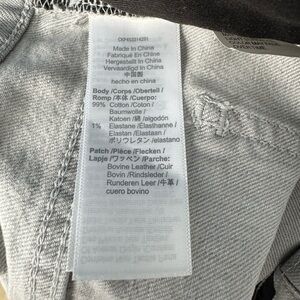 Made In China
Fabriqué En Chine
Hergestellt In China
Vervaardigd In China
中国製
hecho en china
Body /Corps /Oberteil /
Romp /本体 /Cuerpo:
99% Cotton /Coton /
Baumwolle /
Katoen /綿 /algodón
1% Elastane /Elasthanne /
Elastan /Elastaan /
ポリウレタン /elastano
Patch /Pièce /Flecken /
Lapje /ワッペン /Parche:
Bovine Leather /Cuir
Bovin /Rindsleder /
Runderen Leer /牛革 /
cuero bovino